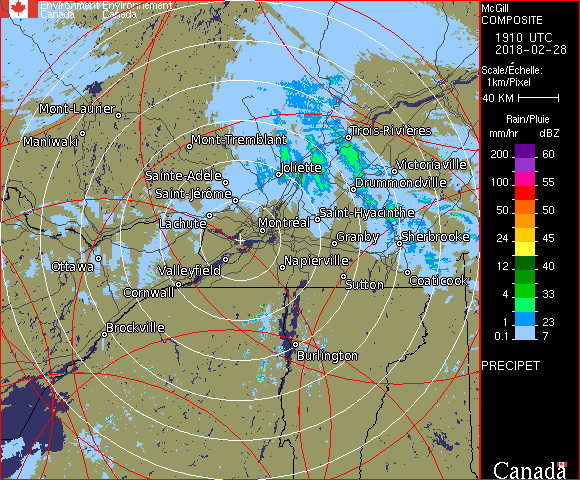 Environment Environnement
Canada Canada
Mont-Laurier
Trois-Rivières
Maniwaki
Mont-Tremblant
Victoriaville
Joliette
Sainte-Adèle
Drummondville
Saint-Jérôme
Saint-Hyacinthe
Lachute
Montréal
Granby
Sherbrooke
Ottawa
Napierville
Valleyfield
Coaticook
Sutton
Cornwall
Brockville
Burlington
McGill
COMPOSITE
1910 UTC
2018-02-28
Scale/Échelle:
1km/Pixel
40 KM
Rain/Pluie
mm/hr dBZ
200 60
100 55
50 50
24 45
12 40
4 33
1 23
0.1 7
PRECIPET
Canada